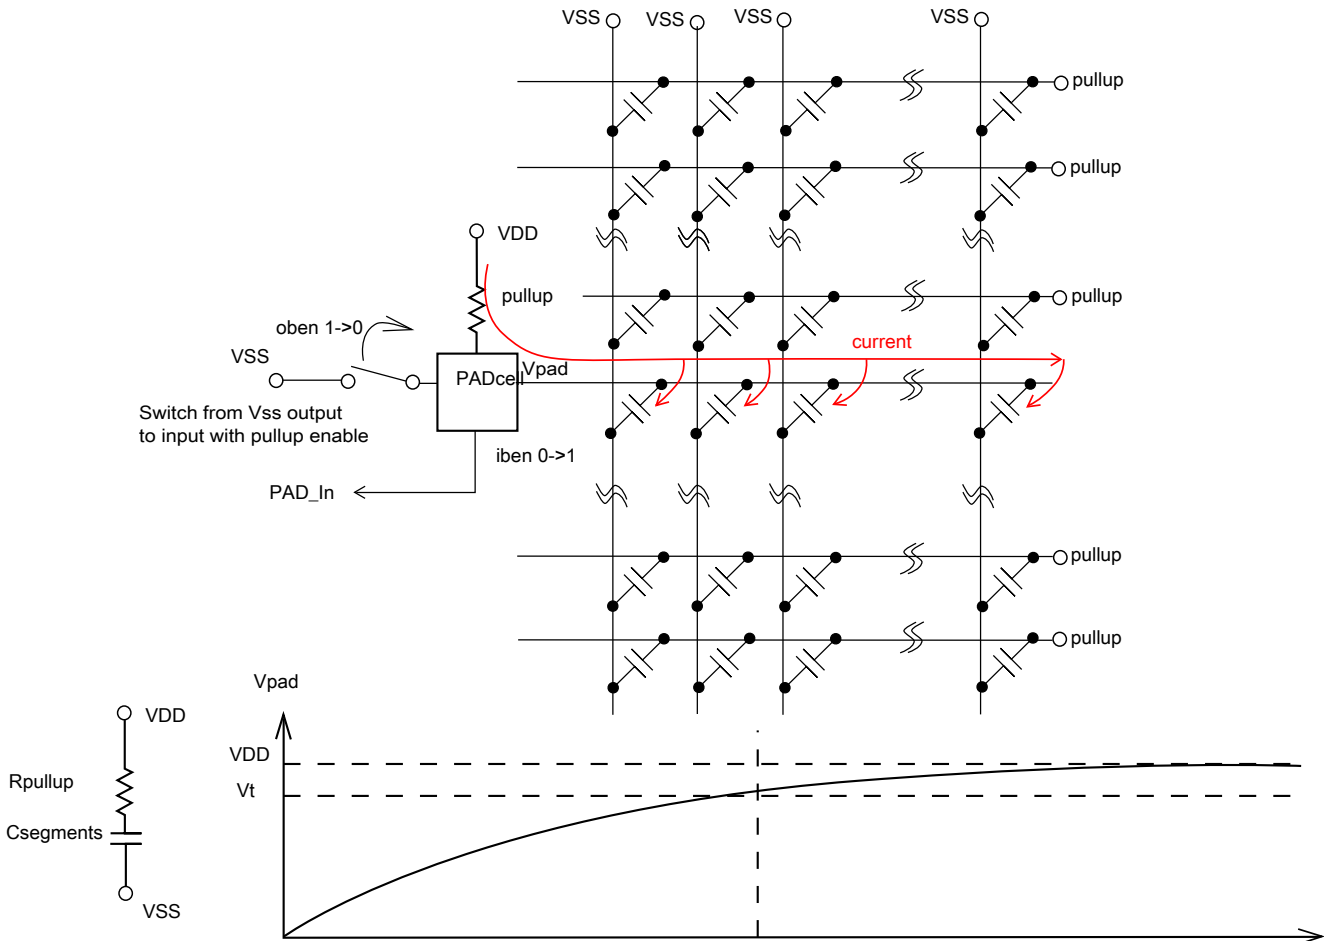 VSS
VSS
VSS
VSS
pullup
pullup
VDD
pullup
pullup
oben 1->0
current
VSS
PADcell
Vpad
Switch from Vss output
to input with pullup enable
iben 0->1
PAD_In
pullup
pullup
Vpad
VDD
VDD
Rpullup
Vt
Csegments
VSS